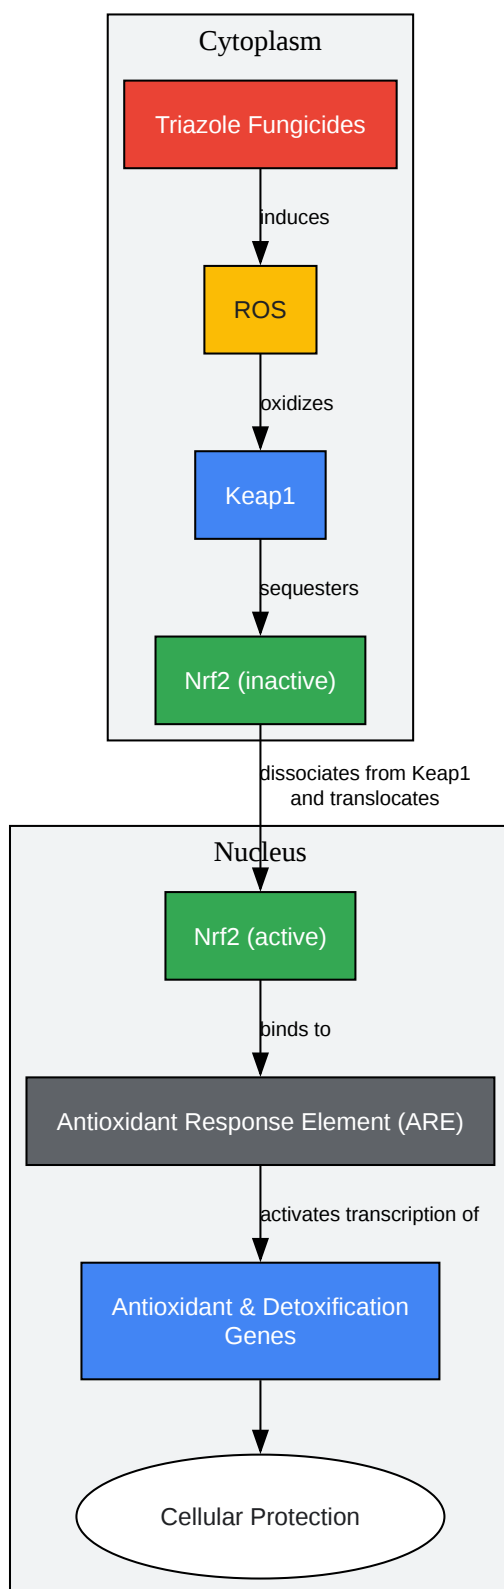 Cytoplasm
Triazole Fungicides
induces
ROS
oxidizes
Keap1
sequesters
Nrf2 (inactive)
dissociates from Keap1
and translocates
Nucleus
Nrf2 (active)
binds to
Antioxidant Response Element (ARE)
activates transcription of
Antioxidant & Detoxification
Genes
Cellular Protection